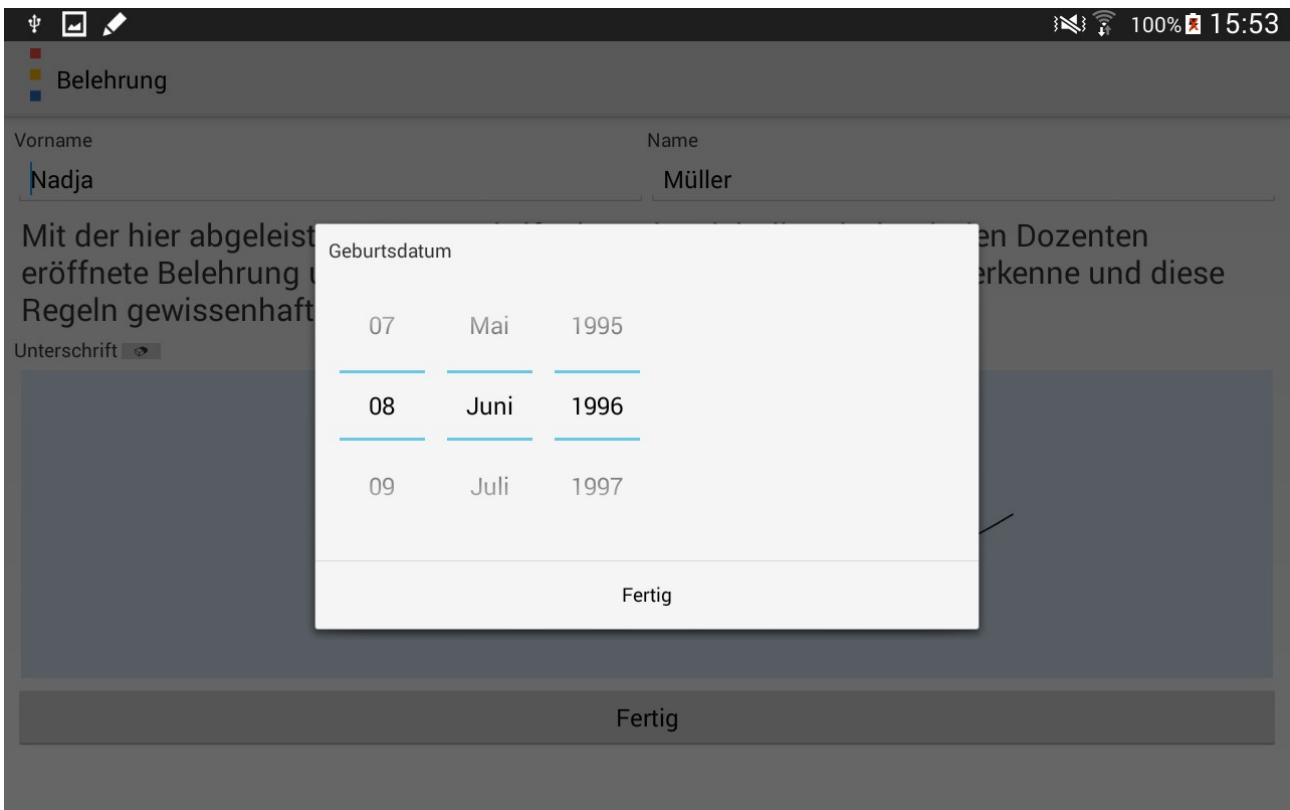 100% 15:53
Belehrung
Vorname Name
Nadja Müller
Mit der hier abgeleist en Dozenten
eröffnete Belehrung erkenne und diese
Regeln gewissenhaft
Unterschrift
Geburtsdatum
07 Mai 1995
08 Juni 1996
09 Juli 1997
Fertig
Fertig